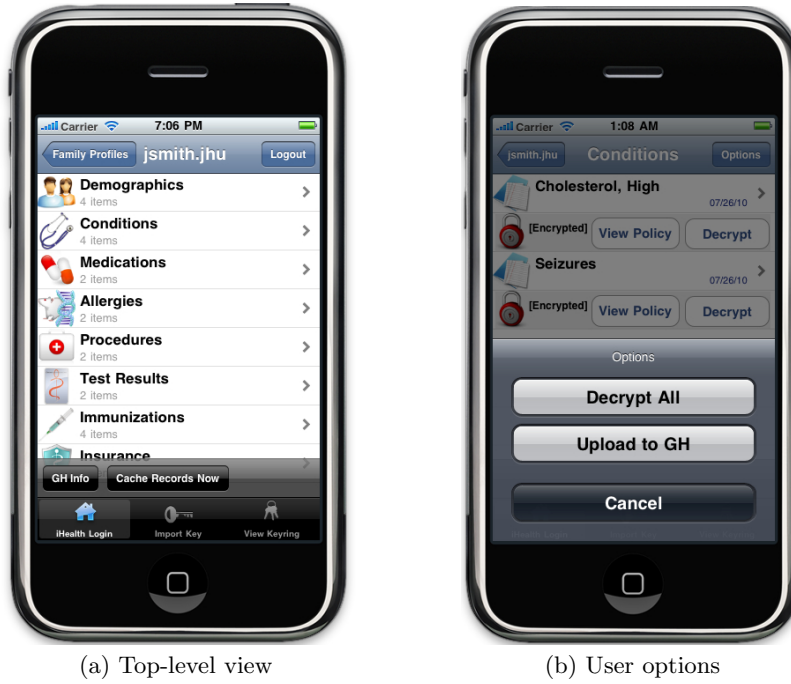 Carrier 7:06 PM
Family Profiles jsmith.jhu Logout
Demographics
4 items
Conditions
4 items
Medications
2 items
Allergies
2 items
Procedures
2 items
Test Results
2 items
Immunizations
4 items
Insurance
GH Info Cache Records Now
iHealth Login Import Key View Keyring
(a) Top-level view
Carrier 1:08 AM
jsmith.jhu Conditions Options
Cholesterol, High
07/26/10
[Encrypted] View Policy Decrypt
Seizures
07/26/10
[Encrypted] View Policy Decrypt
Options
Decrypt All
Upload to GH
Cancel
(b) User options